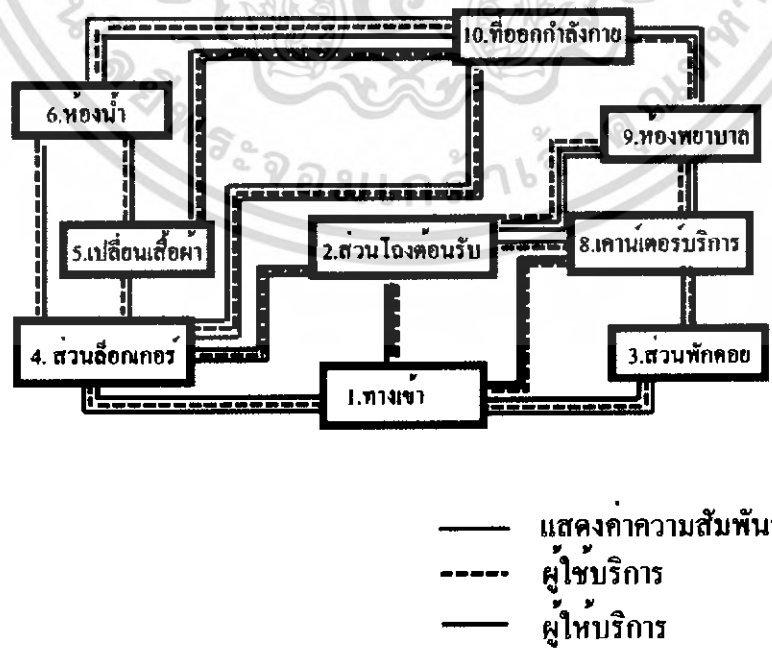 10.ที่ออกกำลังกาย
6.ห้องน้ำ
9.ห้องพยาบาล
5.เปลี่ยนเสื้อผ้า
2.ส่วนโถงต้อนรับ
8.เคาน์เตอร์บริการ
4. ส่วนล็อกเกอร์
3.ส่วนพักคอย
1.ทางเข้า
แสดงค่าความสัมพัน
ผู้ใช้บริการ
ผู้ให้บริการ